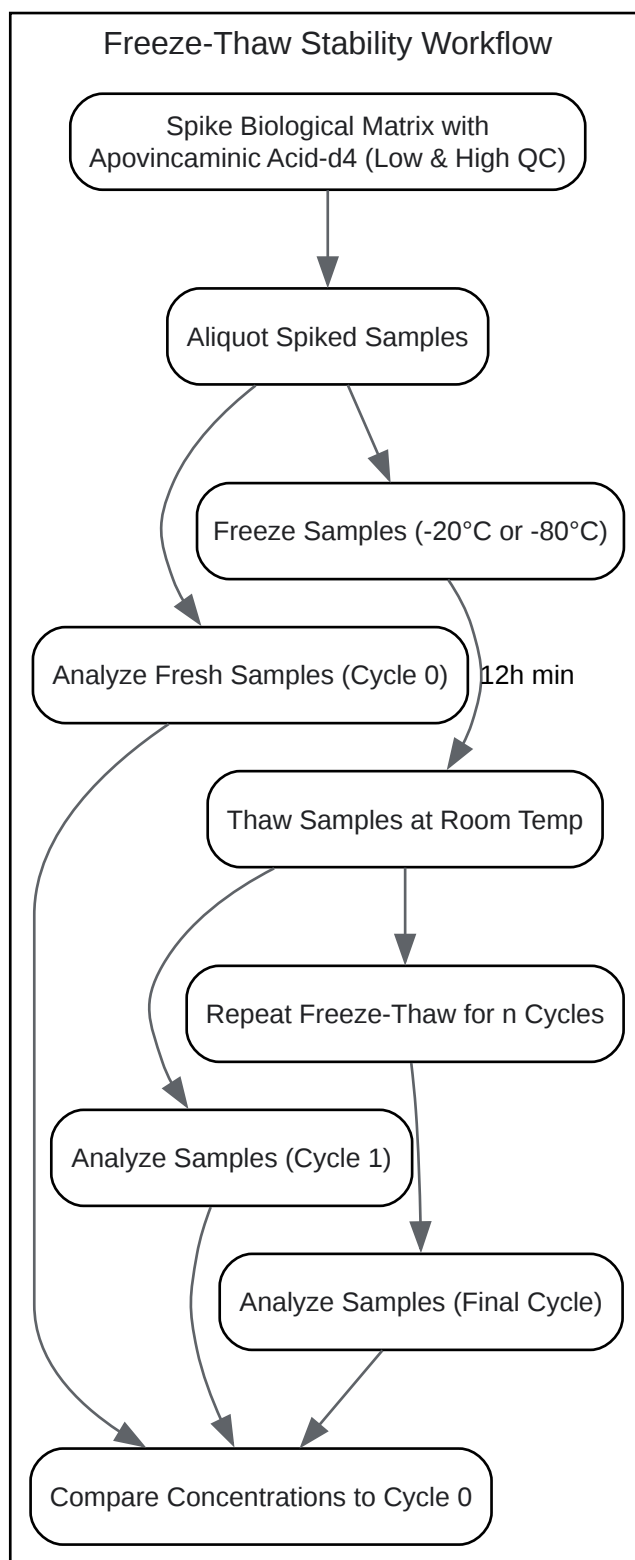 Freeze-Thaw Stability Workflow
Spike Biological Matrix with
Apovincaminic Acid-d4 (Low & High QC)
Aliquot Spiked Samples
Freeze Samples (-20°C or -80°C)
Analyze Fresh Samples (Cycle 0)
12h min
Thaw Samples at Room Temp
Repeat Freeze-Thaw for n Cycles
Analyze Samples (Cycle 1)
Analyze Samples (Final Cycle)
Compare Concentrations to Cycle 0